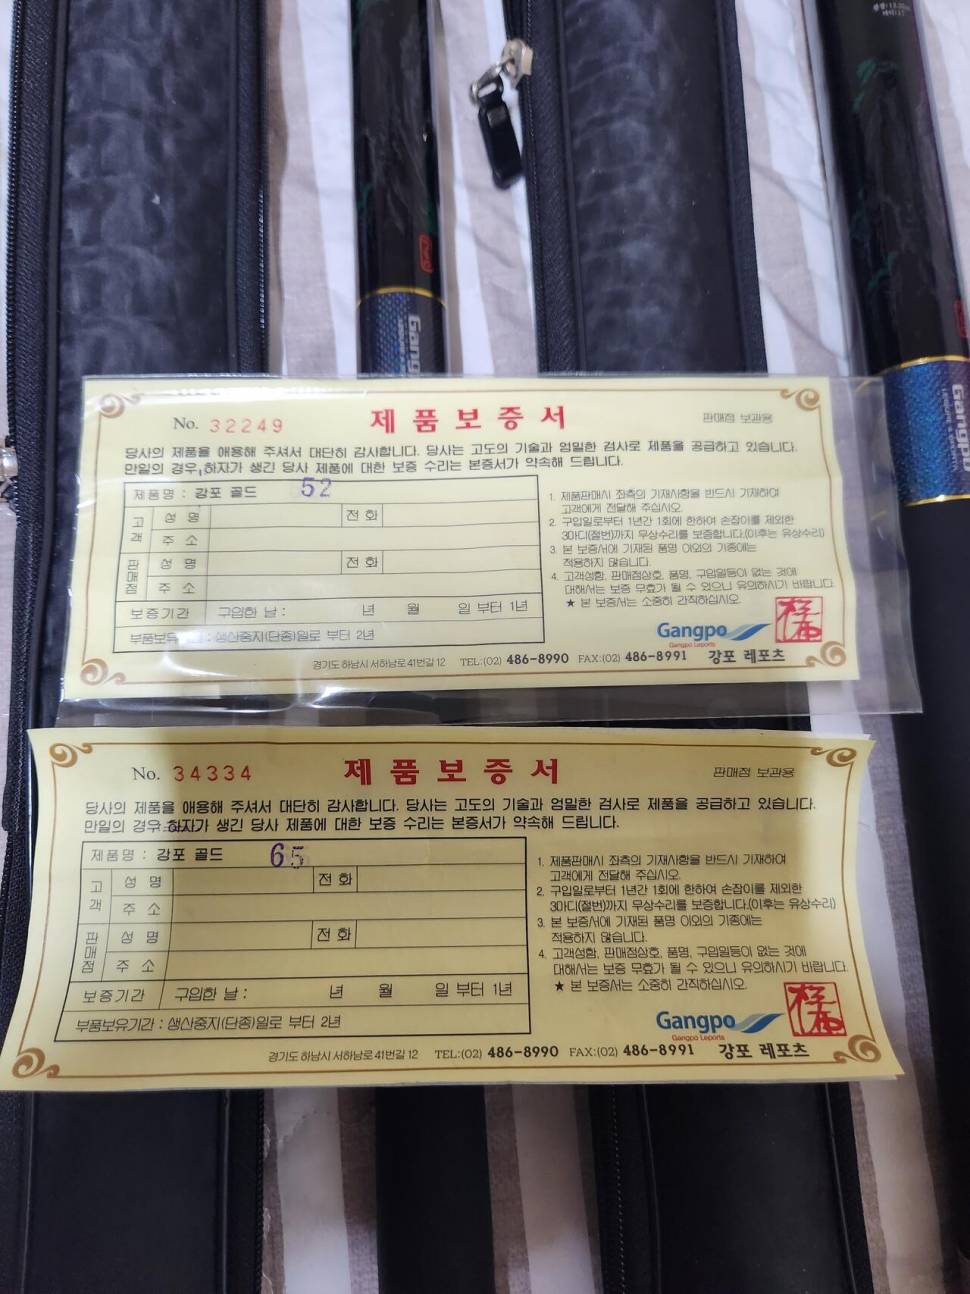 Gangpo
Gangpo
No. 32249
제품보증서
판매점 보관용
당사의 제품을 애용해 주셔서 대단히 감사합니다. 당사는 고도의 기술과 엄밀한 검사로 제품을 공급하고 있습니다.
만일의 경우,하자가 생긴 당사 제품에 대한 보증 수리는 본증서가 약속해 드립니다.
제품명 : 강포 골드 52
고객 성명 전화
주소
판매점 성명 전화
주소
보증기간 구입한 날 : 년 월 일 부터 1년
부품보유기간 : 생산중지(단종)일로 부터 2년
1. 제품판매시 좌측의 기재사항을 반드시 기재하여
고객에게 전달해 주십시오.
2. 구입일로부터 1년간 1회에 한하여 손잡이를 제외한
3마디(절번)까지 무상수리를 보증합니다.(이후는 유상수리)
3. 본 보증서에 기재된 품명 이외의 기종에는
적용하지 않습니다.
4. 고객성함, 판매점상호, 품명, 구입일등이 없는 것에
대해서는 보증 무효가 될 수 있으니 유의하시기 바랍니다.
★ 본 보증서는 소중히 간직하십시오.
Gangpo
Gangpo Leports
경기도 하남시 서하남로 41번길 12 TEL:(02) 486-8990 FAX:(02) 486-8991 강포 레포츠
No. 34334
제품보증서
판매점 보관용
당사의 제품을 애용해 주셔서 대단히 감사합니다. 당사는 고도의 기술과 엄밀한 검사로 제품을 공급하고 있습니다.
만일의 경우,하자가 생긴 당사 제품에 대한 보증 수리는 본증서가 약속해 드립니다.
제품명 : 강포 골드 65
고객 성명 전화
주소
판매점 성명 전화
주소
보증기간 구입한 날 : 년 월 일 부터 1년
부품보유기간 : 생산중지(단종)일로 부터 2년
1. 제품판매시 좌측의 기재사항을 반드시 기재하여
고객에게 전달해 주십시오.
2. 구입일로부터 1년간 1회에 한하여 손잡이를 제외한
3마디(절번)까지 무상수리를 보증합니다.(이후는 유상수리)
3. 본 보증서에 기재된 품명 이외의 기종에는
적용하지 않습니다.
4. 고객성함, 판매점상호, 품명, 구입일등이 없는 것에
대해서는 보증 무효가 될 수 있으니 유의하시기 바랍니다.
★ 본 보증서는 소중히 간직하십시오.
Gangpo
Gangpo Leports
경기도 하남시 서하남로 41번길 12 TEL:(02) 486-8990 FAX:(02) 486-8991 강포 레포츠